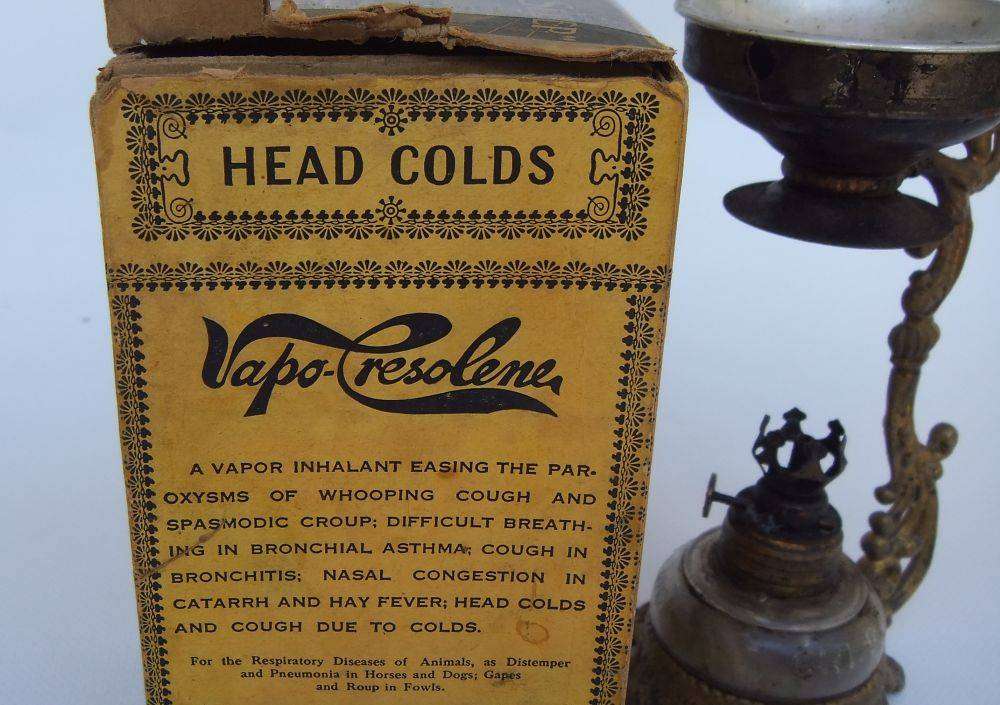 HEAD COLDS
Vapo-Cresolene
A VAPOR INHALANT EASING THE PAR-
OXYSMS OF WHOOPING COUGH AND
SPASMODIC CROUP; DIFFICULT BREATH-
ING IN BRONCHIAL ASTHMA; COUGH IN
BRONCHITIS; NASAL CONGESTION IN
CATARRH AND HAY FEVER; HEAD COLDS
AND COUGH DUE TO COLDS.
For the Respiratory Diseases of Animals, as Distemper
and Pneumonia in Horses and Dogs; Gapes
and Roup in Fowls.